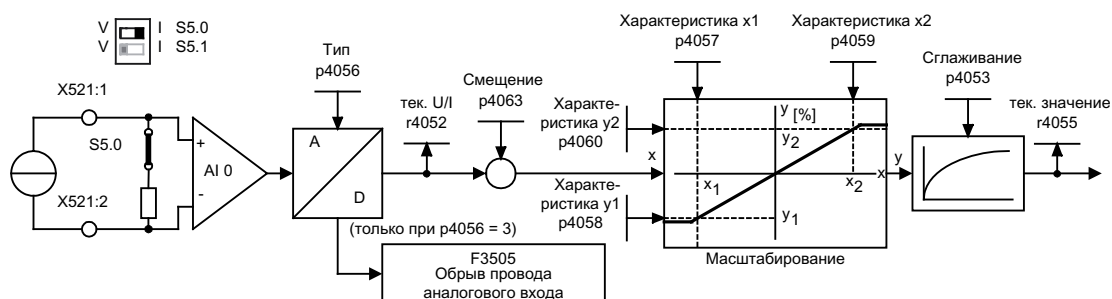 V I S5.0
V I S5.1
X521:1
S5.0
X521:2
+
-
AI 0
Тип
p4056
A
D
тек. U/I
r4052
Смещение
p4063
(только при p4056 = 3)
F3505
Обрыв провода
аналогового входа
Характе-
ристика y2
p4060
x
Характе-
ристика y1
p4058
Характеристика x1
p4057
Характеристика x2
p4059
y [%]
y2
x1
x2
x
y1
Масштабирование
y
Сглаживание
p4053
тек. значение
r4055